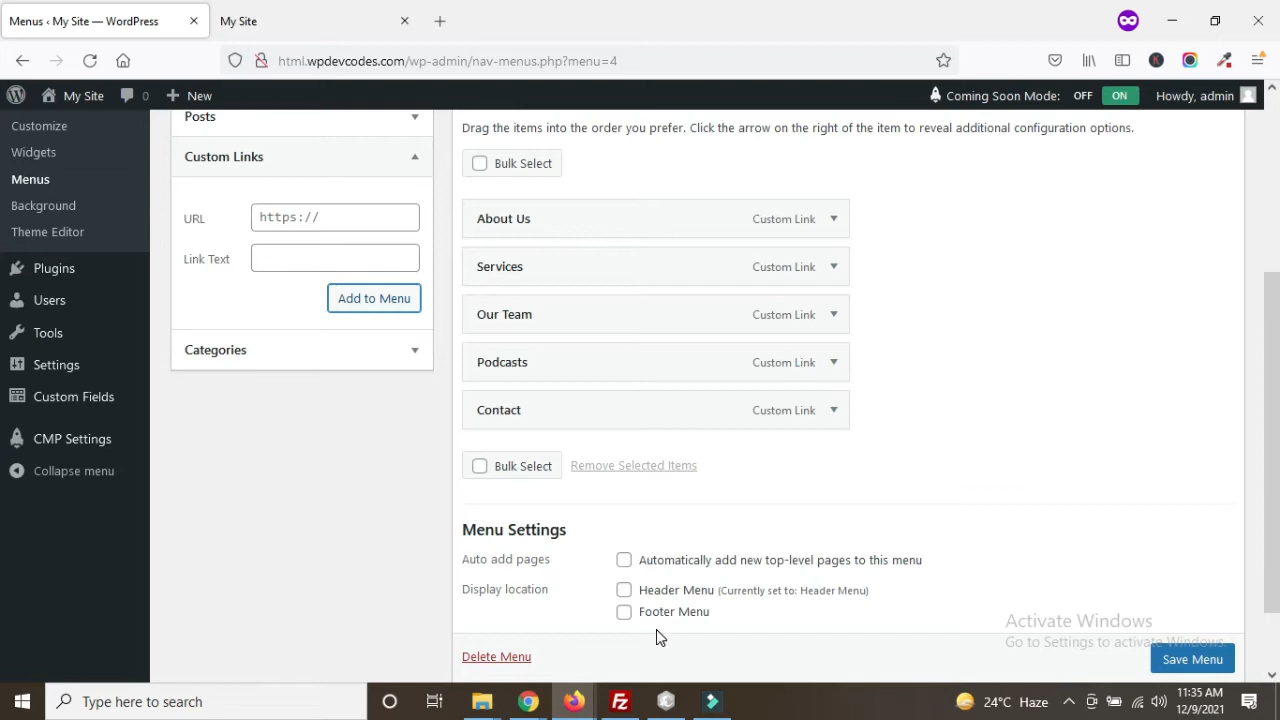 Menus ‹ My Site — WordPress
My Site
html.wpdevcodes.com/wp-admin/nav-menus.php?menu=4
My Site
0
New
Coming Soon Mode: OFF ON
Howdy, admin
Customize
Widgets
Menus
Background
Theme Editor
Plugins
Users
Tools
Settings
Custom Fields
CMP Settings
Collapse menu
Posts
Custom Links
URL https://
Link Text
Add to Menu
Categories
Drag the items into the order you prefer. Click the arrow on the right of the item to reveal additional configuration options.
Bulk Select
About Us Custom Link
Services Custom Link
Our Team Custom Link
Podcasts Custom Link
Contact Custom Link
Bulk Select Remove Selected Items
Menu Settings
Auto add pages Automatically add new top-level pages to this menu
Display location Header Menu (Currently set to: Header Menu)
Footer Menu
Activate Windows
Go to Settings to activate Windows.
Delete Menu
Save Menu
Type here to search
Fz
24°C Haze
11:35 AM
12/9/2021